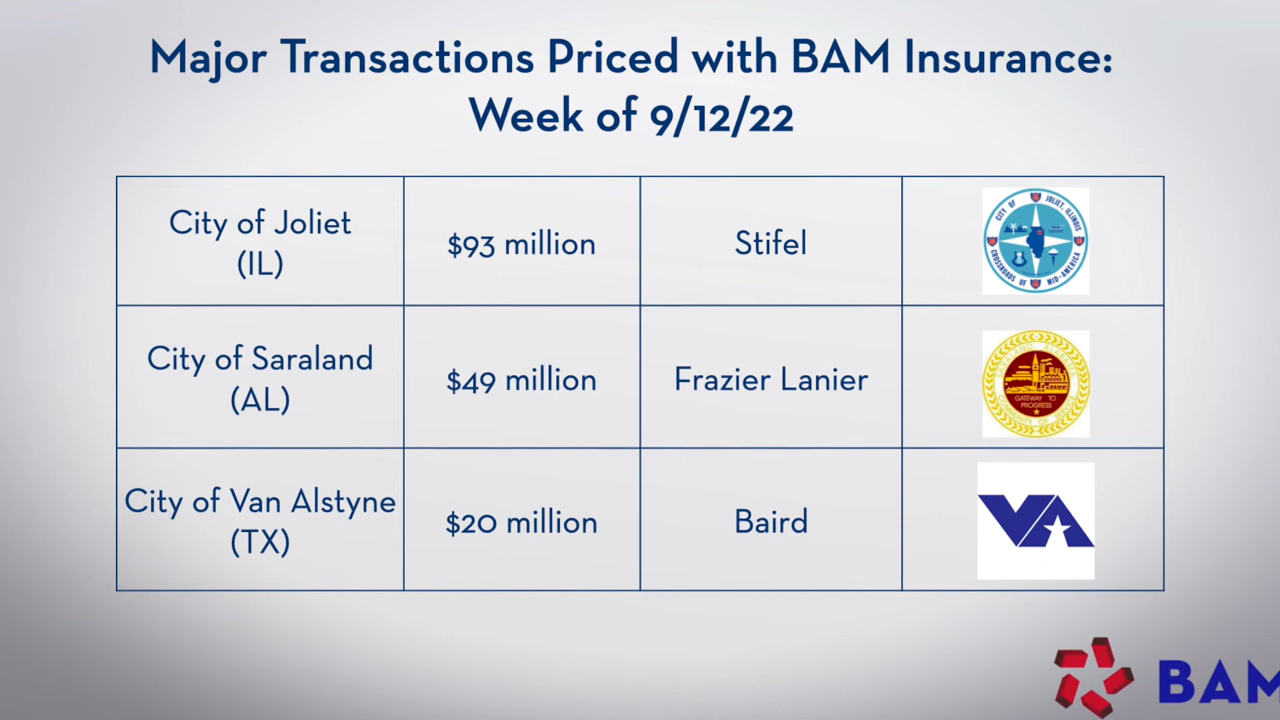 Major Transactions Priced with BAM Insurance:
Week of 9/12/22
City of Joliet
(IL)
$93 million
Stifel
CITY OF JOLIET, ILLINOIS
CROSSROADS OF MID-AMERICA
City of Saraland
(AL)
$49 million
Frazier Lanier
GATEWAY TO
PROGRESS
City of Van Alstyne
(TX)
$20 million
Baird
VA
BAM